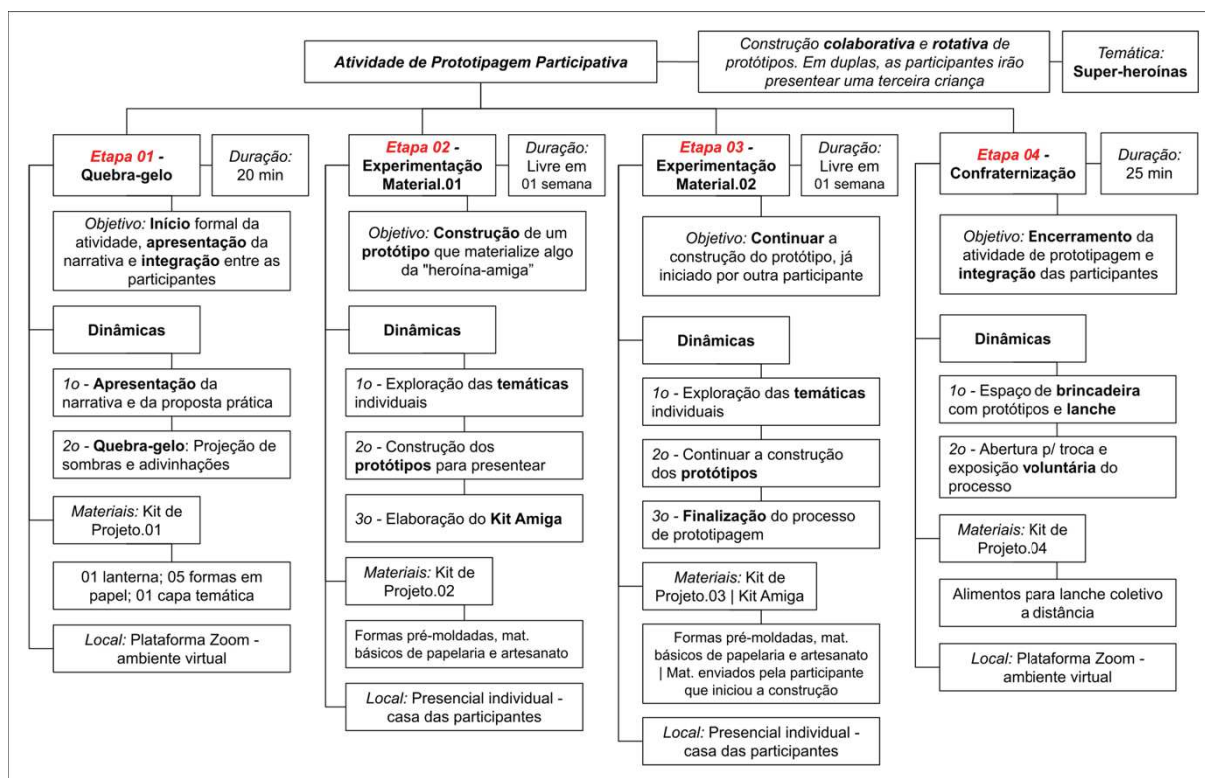 Atividade de Prototipagem Participativa
Construção colaborativa e rotativa de
protótipos. Em duplas, as participantes irão
presentear uma terceira criança
Temática:
Super-heroínas
Etapa 01 -
Quebra-gelo
Duração:
20 min
Objetivo: Início formal da
atividade, apresentação da
narrativa e integração entre as
participantes
Dinâmicas
1o - Apresentação da
narrativa e da proposta prática
2o - Quebra-gelo: Projeção de
sombras e adivinhações
Materiais: Kit de
Projeto.01
01 lanterna; 05 formas em
papel; 01 capa temática
Local: Plataforma Zoom -
ambiente virtual
Etapa 02 -
Experimentação
Material.01
Duração:
Livre em
01 semana
Objetivo: Construção de um
protótipo que materialize algo
da "heroína-amiga”
Dinâmicas
1o - Exploração das temáticas
individuais
2o - Construção dos
protótipos para presentear
3o - Elaboração do Kit Amiga
Materiais: Kit de
Projeto.02
Formas pré-moldadas, mat.
básicos de papelaria e artesanato
Local: Presencial individual -
casa das participantes
Etapa 03 -
Experimentação
Material.02
Duração:
Livre em
01 semana
Objetivo: Continuar a
construção do protótipo, já
iniciado por outra participante
Dinâmicas
1o - Exploração das temáticas
individuais
2o - Continuar a construção
dos protótipos
3o - Finalização do processo
de prototipagem
Materiais: Kit de
Projeto.03 | Kit Amiga
Formas pré-moldadas, mat.
básicos de papelaria e artesanato
| Mat. enviados pela participante
que iniciou a construção
Local: Presencial individual -
casa das participantes
Etapa 04 -
Confraternização
Duração:
25 min
Objetivo: Encerramento da
atividade de prototipagem e
integração das participantes
Dinâmicas
1o - Espaço de brincadeira
com protótipos e lanche
2o - Abertura p/ troca e
exposição voluntária do
processo
Materiais: Kit de
Projeto.04
Alimentos para lanche coletivo
a distância
Local: Plataforma Zoom -
ambiente virtual